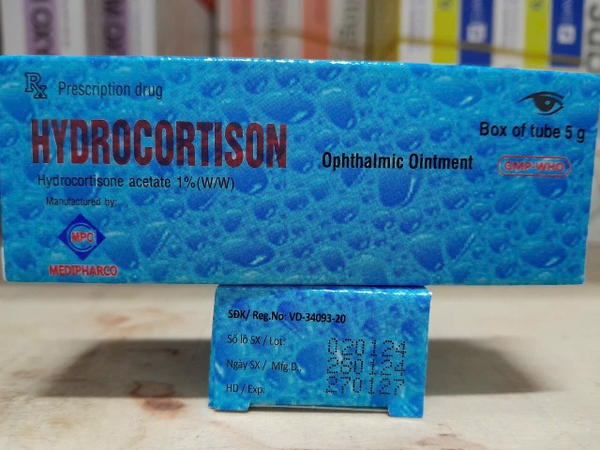 Rx Prescription drug
HYDROCORTISON
Hydrocortisone acetate 1%(W/W)
Ophthalmic Ointment
Box of tube 5 g
GMP-WHO
Manufactured by:
MPC
MEDIPHARCO
SĐK/ Reg.No: VD-34093-20
Số lô SX / Lot: 020124
Ngày SX / Mfg.D.: 280124
HD / Exp: 270127